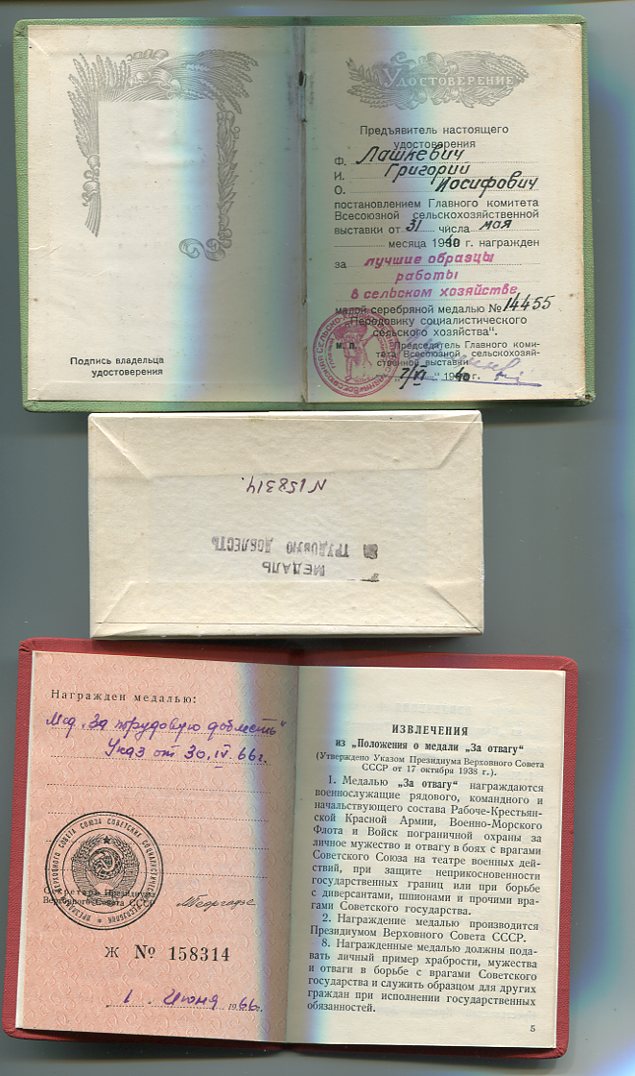 Удостоверение
Предъявитель настоящего
удостоверения
Ф. Лашкевич
И. Григорий
О. Иосифович
постановлением Главного комитета
Всесоюзной сельскохозяйственной
выставки от 31 числа мая
месяца 1940 г. награжден
за лучшие образцы
работы
в сельском хозяйстве
малой серебряной медалью № 14455
"Передовику социалистического
сельского хозяйства".
м. п. Председатель Главного коми-
тета Всесоюзной сельскохозяй-
ственной выставки
2/VI 1940 г.
Подпись владельца
удостоверения
N158314.
ТРУДОВУЮ ДОБЛЕСТЬ
МЕДАЛЬ
Награжден медалью:
Мед. „За трудовую доблесть"
Указ от 30.IV.66г.
Секретарь Президиума
Верховного Совета СССР
Ж № 158314
1. Июня 1966 г.
ИЗВЛЕЧЕНИЯ
из „Положения о медали „За отвагу"
(Утверждено Указом Президиума Верховного Совета
СССР от 17 октября 1938 г.).
1. Медалью „За отвагу" награждаются
военнослужащие рядового, командного и
начальствующего состава Рабоче-Крестьян-
ской Красной Армии, Военно-Морского
Флота и Войск пограничной охраны за
личное мужество и отвагу в боях с врагами
Советского Союза на театре военных дей-
ствий, при защите неприкосновенности
государственных границ или при борьбе
с диверсантами, шпионами и прочими вра-
гами Советского государства.
2. Награждение медалью производится
Президиумом Верховного Совета СССР.
8. Награжденные медалью должны пода-
вать личный пример храбрости, мужества
и отваги в борьбе с врагами Советского
государства и служить образцом для других
граждан при исполнении государственных
обязанностей.
5